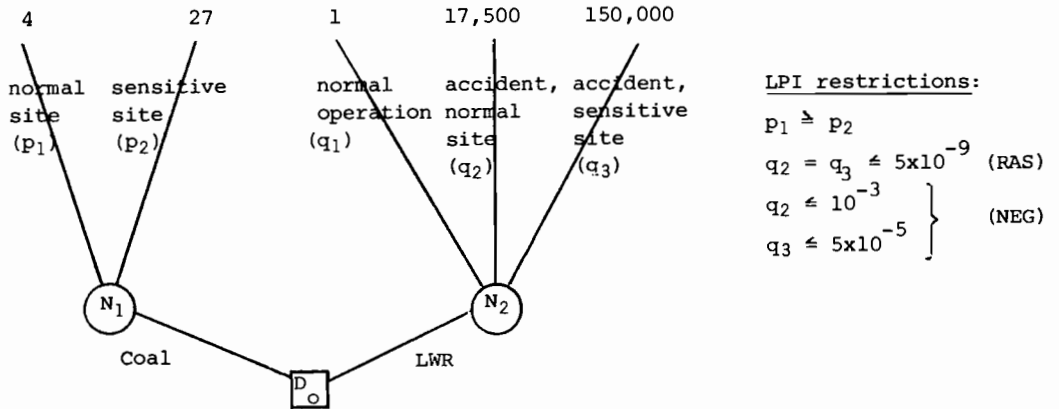 4 27 1 17,500 150,000
normal site (p₁)
sensitive site (p₂)
normal operation (q₁)
accident, normal site (q₂)
accident, sensitive site (q₃)
LPI restrictions:
p₁ ≧ p₂
q₂ = q₃ ≦ 5x10⁻⁹ (RAS)
q₂ ≦ 10⁻³
q₃ ≦ 5x10⁻⁵
(NEG)
N₁
N₂
Coal
LWR
D₀